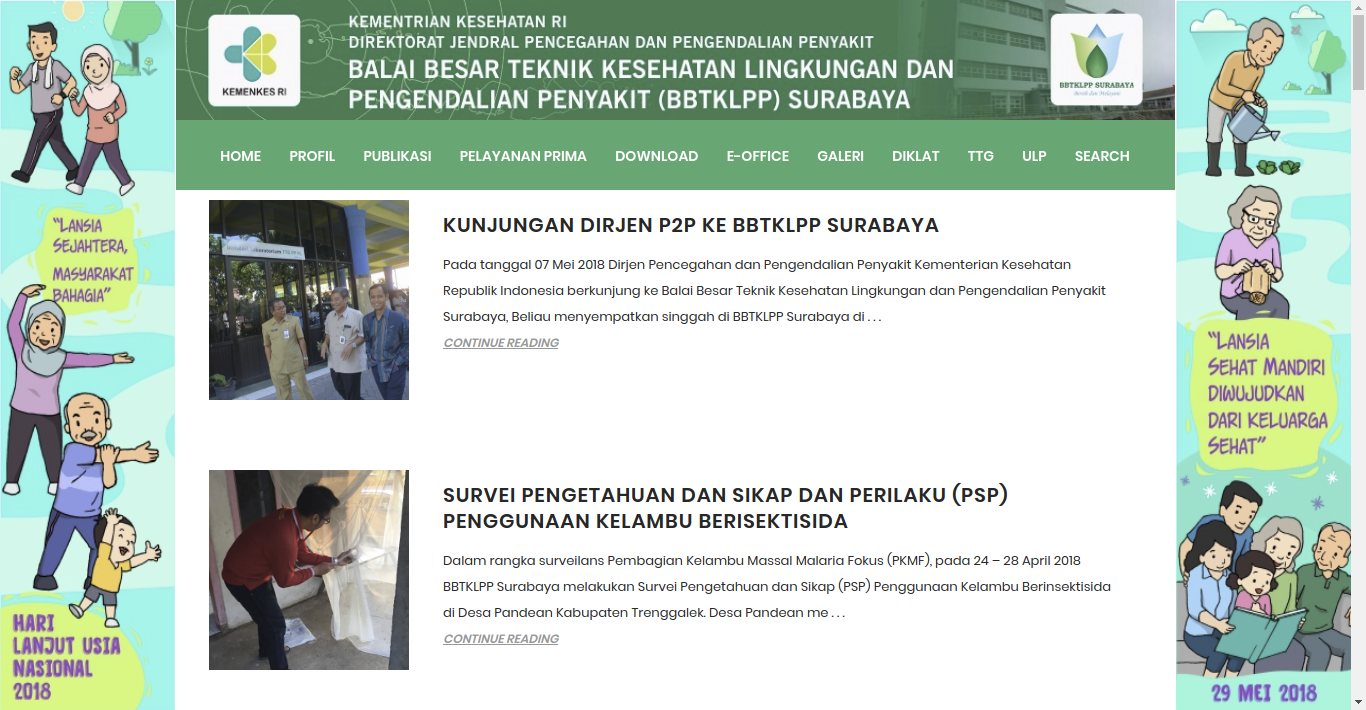 KEMENTRIAN KESEHATAN RI
DIREKTORAT JENDRAL PENCEGAHAN DAN PENGENDALIAN PENYAKIT
BALAI BESAR TEKNIK KESEHATAN LINGKUNGAN DAN
PENGENDALIAN PENYAKIT (BBTKLPP) SURABAYA
KEMENKES RI
BBTKLPP SURABAYA
HOME PROFIL PUBLIKASI PELAYANAN PRIMA DOWNLOAD E-OFFICE GALERI DIKLAT TTG ULP SEARCH
"LANSIA
SEJAHTERA,
MASYARAKAT
BAHAGIA"
HARI
LANJUT USIA
NASIONAL
2018
KUNJUNGAN DIRJEN P2P KE BBTKLPP SURABAYA
Pada tanggal 07 Mei 2018 Dirjen Pencegahan dan Pengendalian Penyakit Kementerian Kesehatan
Republik Indonesia berkunjung ke Balai Besar Teknik Kesehatan Lingkungan dan Pengendalian Penyakit
Surabaya, Beliau menyempatkan singgah di BBTKLPP Surabaya di . . .
CONTINUE READING
SURVEI PENGETAHUAN DAN SIKAP DAN PERILAKU (PSP)
PENGGUNAAN KELAMBU BERISEKTISIDA
Dalam rangka surveilans Pembagian Kelambu Massal Malaria Fokus (PKMF), pada 24 – 28 April 2018
BBTKLPP Surabaya melakukan Survei Pengetahuan dan Sikap (PSP) Penggunaan Kelambu Berinsektisida
di Desa Pandean Kabupaten Trenggalek. Desa Pandean me . . .
CONTINUE READING
"LANSIA
SEHAT MANDIRI
DIWUJUDKAN
DARI KELUARGA
SEHAT"
29 MEI 2018